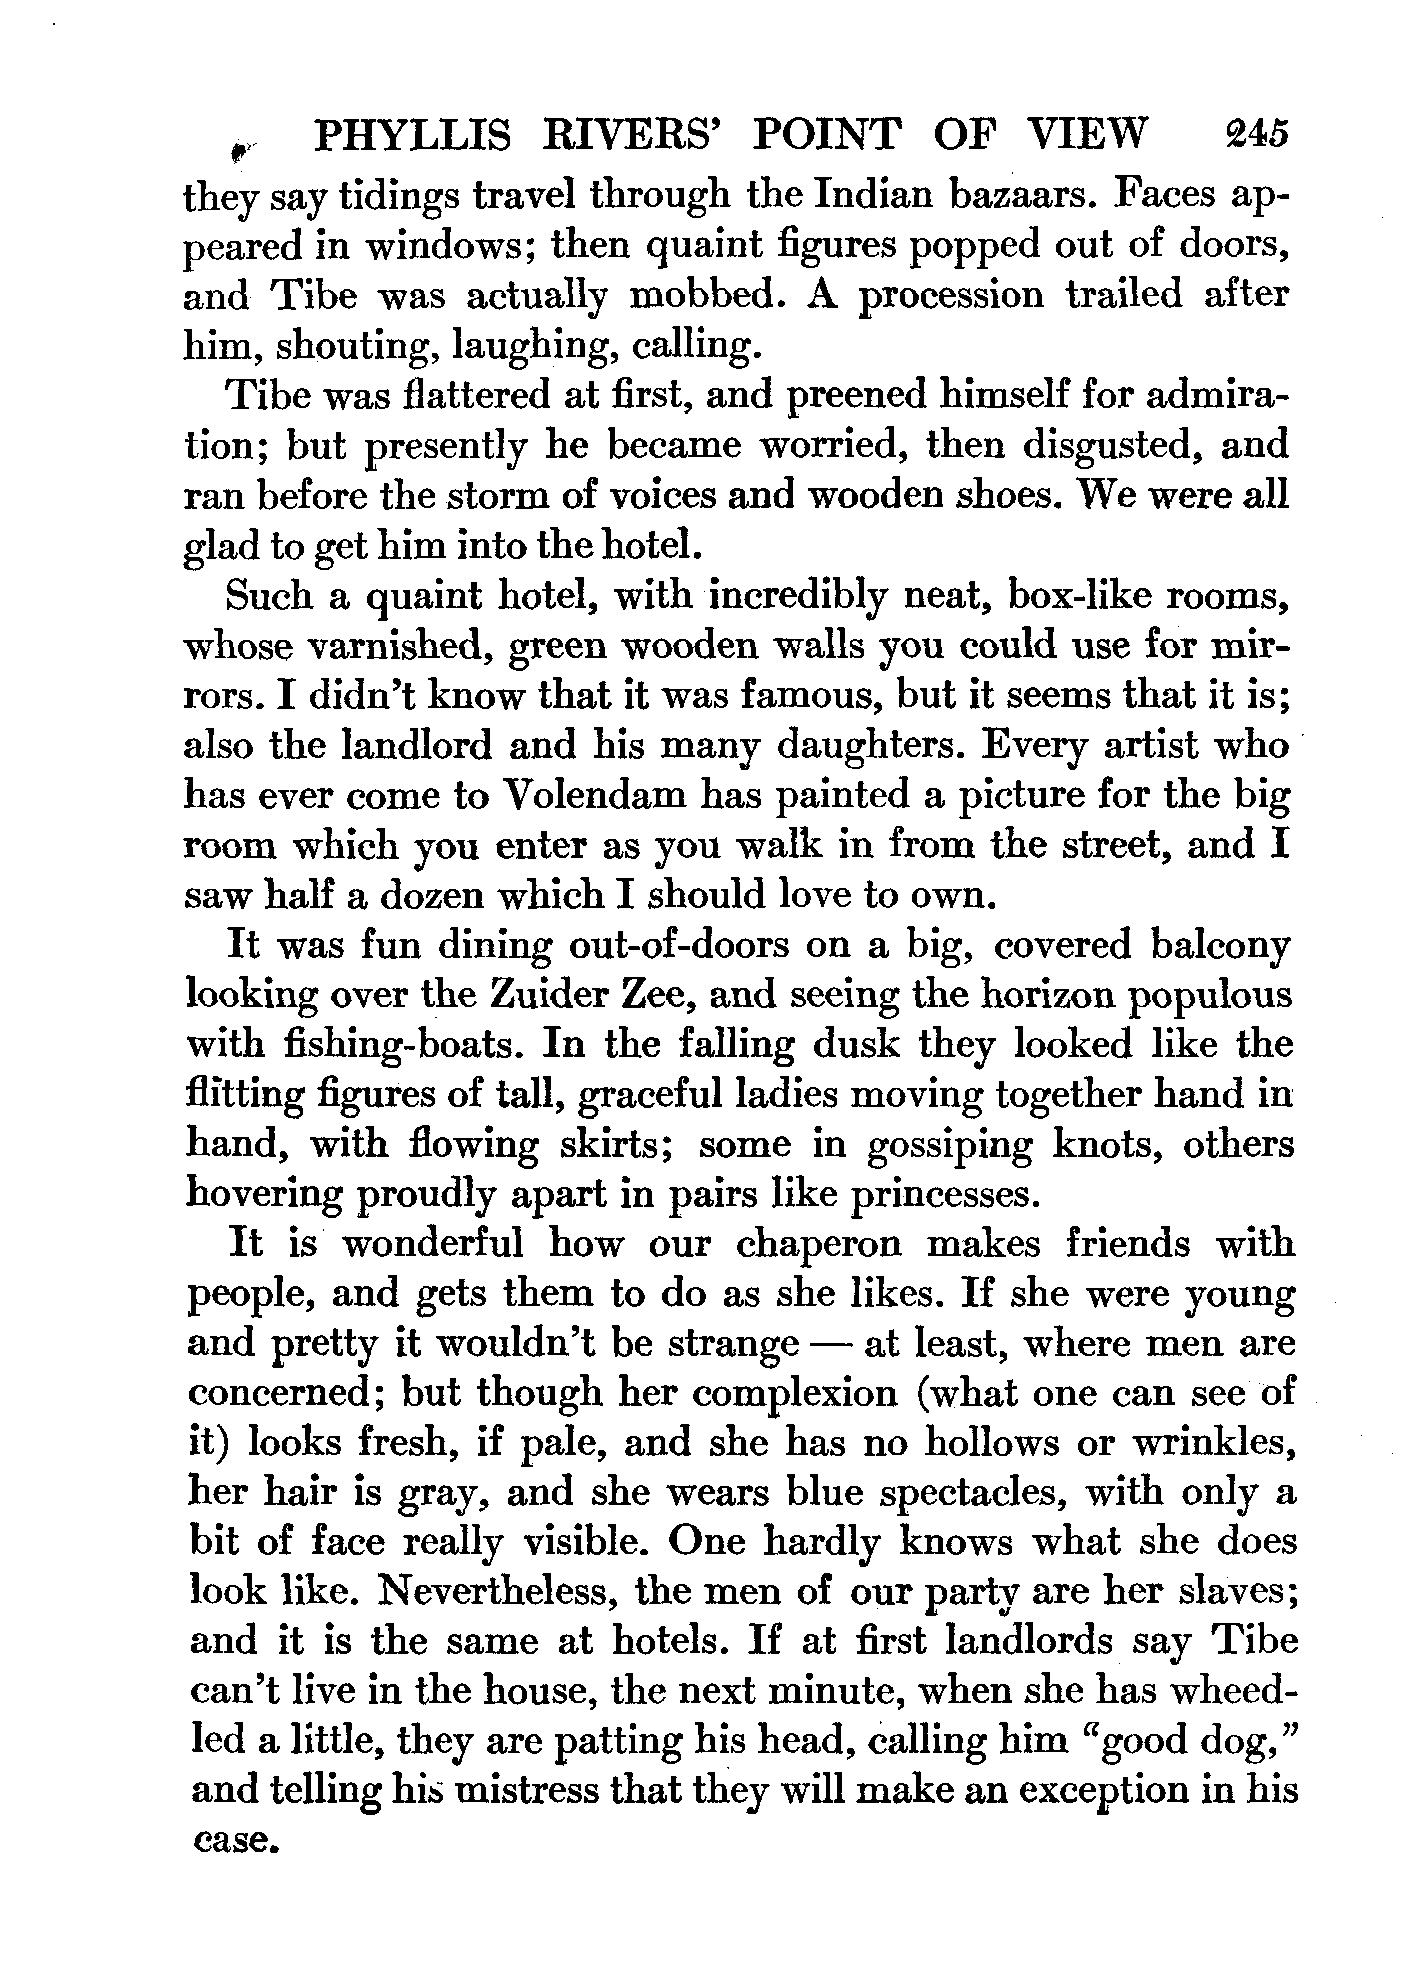 PHYLLIS RIVERS' POINT OF VIEW 245
they say tidings travel through the Indian bazaars. Faces ap-
peared in windows; then quaint figures popped out of doors,
and Tibe was actually mobbed. A procession trailed after
him, shouting, laughing, calling.
Tibe was flattered at first, and preened himself for admira-
tion; but presently he became worried, then disgusted, and
ran before the storm of voices and wooden shoes. We were all
glad to get him into the hotel.
Such a quaint hotel, with incredibly neat, box-like rooms,
whose varnished, green wooden walls you could use for mir-
rors. I didn't know that it was famous, but it seems that it is;
also the landlord and his many daughters. Every artist who
has ever come to Volendam has painted a picture for the big
room which you enter as you walk in from the street, and I
saw half a dozen which I should love to own.
It was fun dining out-of-doors on a big, covered balcony
looking over the Zuider Zee, and seeing the horizon populous
with fishing-boats. In the falling dusk they looked like the
flitting figures of tall, graceful ladies moving together hand in
hand, with flowing skirts; some in gossiping knots, others
hovering proudly apart in pairs like princesses.
It is wonderful how our chaperon makes friends with
people, and gets them to do as she likes. If she were young
and pretty it wouldn't be strange — at least, where men are
concerned; but though her complexion (what one can see of
it) looks fresh, if pale, and she has no hollows or wrinkles,
her hair is gray, and she wears blue spectacles, with only a
bit of face really visible. One hardly knows what she does
look like. Nevertheless, the men of our party are her slaves;
and it is the same at hotels. If at first landlords say Tibe
can't live in the house, the next minute, when she has wheed-
led a little, they are patting his head, calling him "good dog,"
and telling his mistress that they will make an exception in his
case.